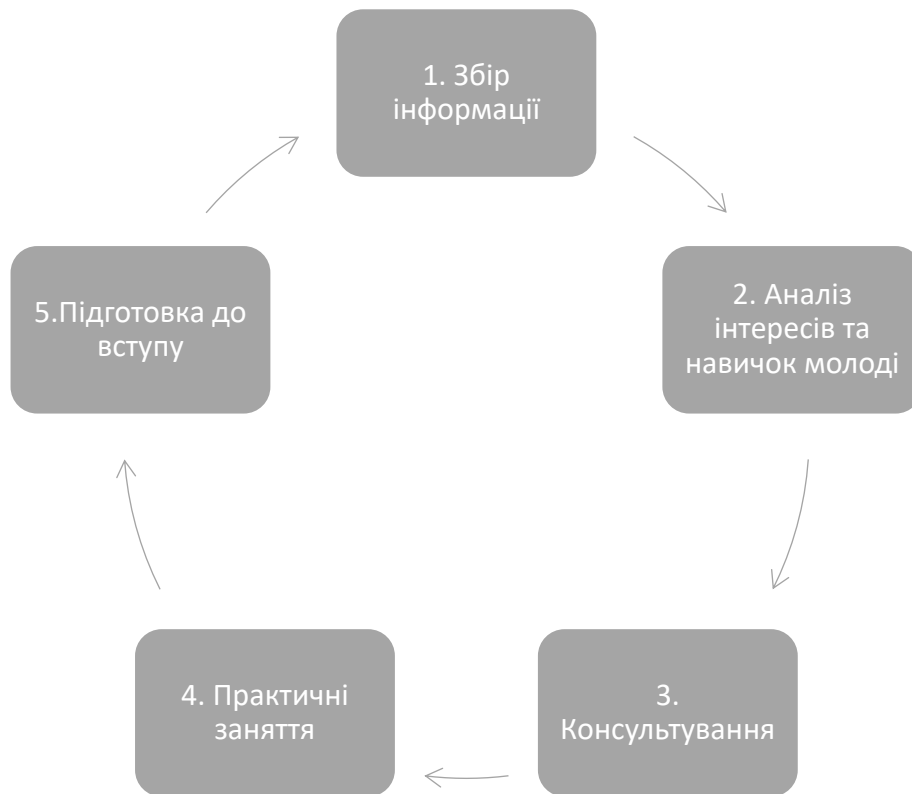 1. Збір
інформації
2. Аналіз
інтересів та
навичок молоді
3.
Консультування
4. Практичні
заняття
5.Підготовка до
вступу